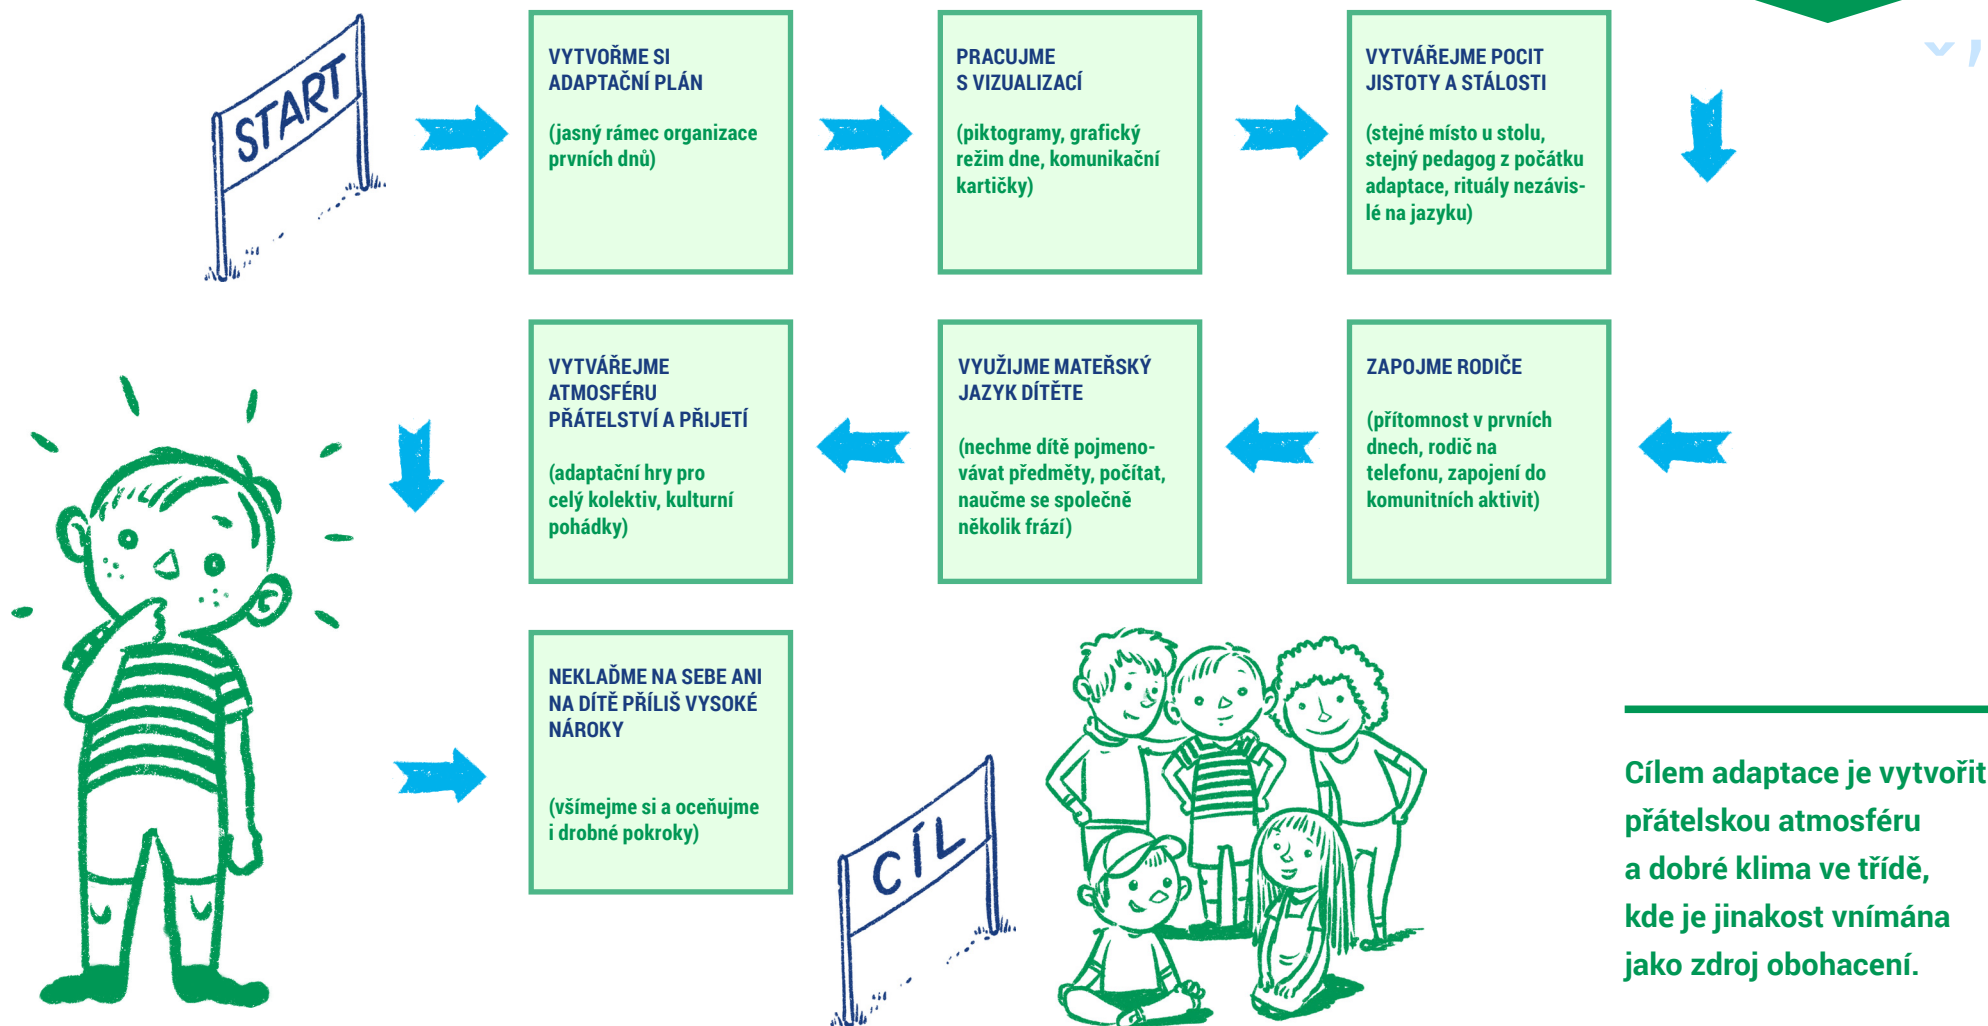 START
VYTVOŘME SI
ADAPTAČNÍ PLÁN
(jasný rámec organizace
prvních dnů)
PRACUJME
S VIZUALIZACÍ
(piktogramy, grafický
režim dne, komunikační
kartičky)
VYTVÁŘEJME POCIT
JISTOTY A STÁLOSTI
(stejné místo u stolu,
stejný pedagog z počátku
adaptace, rituály nezávis-
lé na jazyku)
ZAPOJME RODIČE
(přítomnost v prvních
dnech, rodič na
telefonu, zapojení do
komunitních aktivit)
VYUŽIJME MATEŘSKÝ
JAZYK DÍTĚTE
(nechme dítě pojmeno-
vávat předměty, počítat,
naučme se společně
několik frází)
VYTVÁŘEJME
ATMOSFÉRU
PŘÁTELSTVÍ A PŘIJETÍ
(adaptační hry pro
celý kolektiv, kulturní
pohádky)
NEKLAĎME NA SEBE ANI
NA DÍTĚ PŘÍLIŠ VYSOKÉ
NÁROKY
(všímejme si a oceňujme
i drobné pokroky)
CÍL
Cílem adaptace je vytvořit
přátelskou atmosféru
a dobré klima ve třídě,
kde je jinakost vnímána
jako zdroj obohacení.